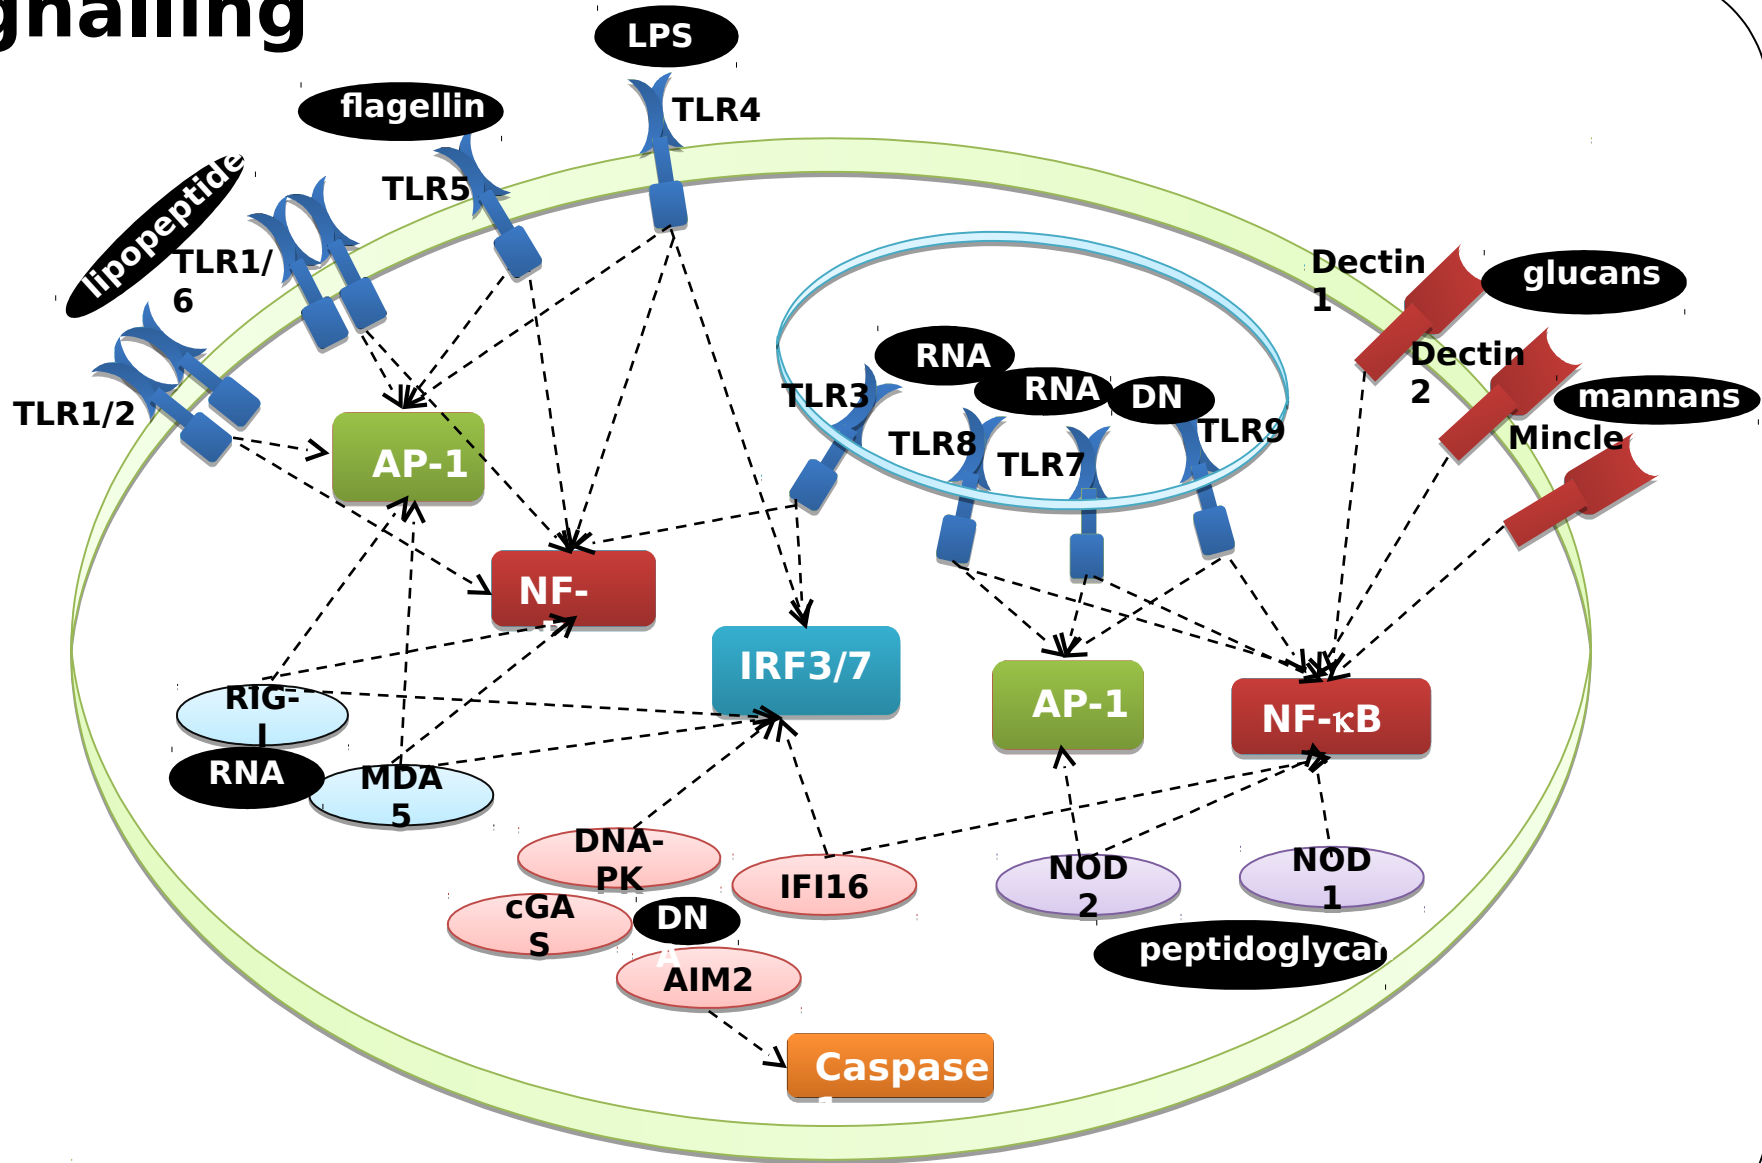 gnalling
LPS
flagellin
TLR4
lipopeptide
TLR5
TLR1/
6
TLR1/2
Dectin
1
glucans
Dectin
2
mannans
Mincle
RNA
RNA
DN
TLR3
TLR8
TLR7
TLR9
AP-1
NF-
IRF3/7
AP-1
NF-κB
RIG-
I
RNA
MDA
5
DNA-
PK
IFI16
cGA
S
DN
A
AIM2
NOD
2
NOD
1
peptidoglycan
Caspase